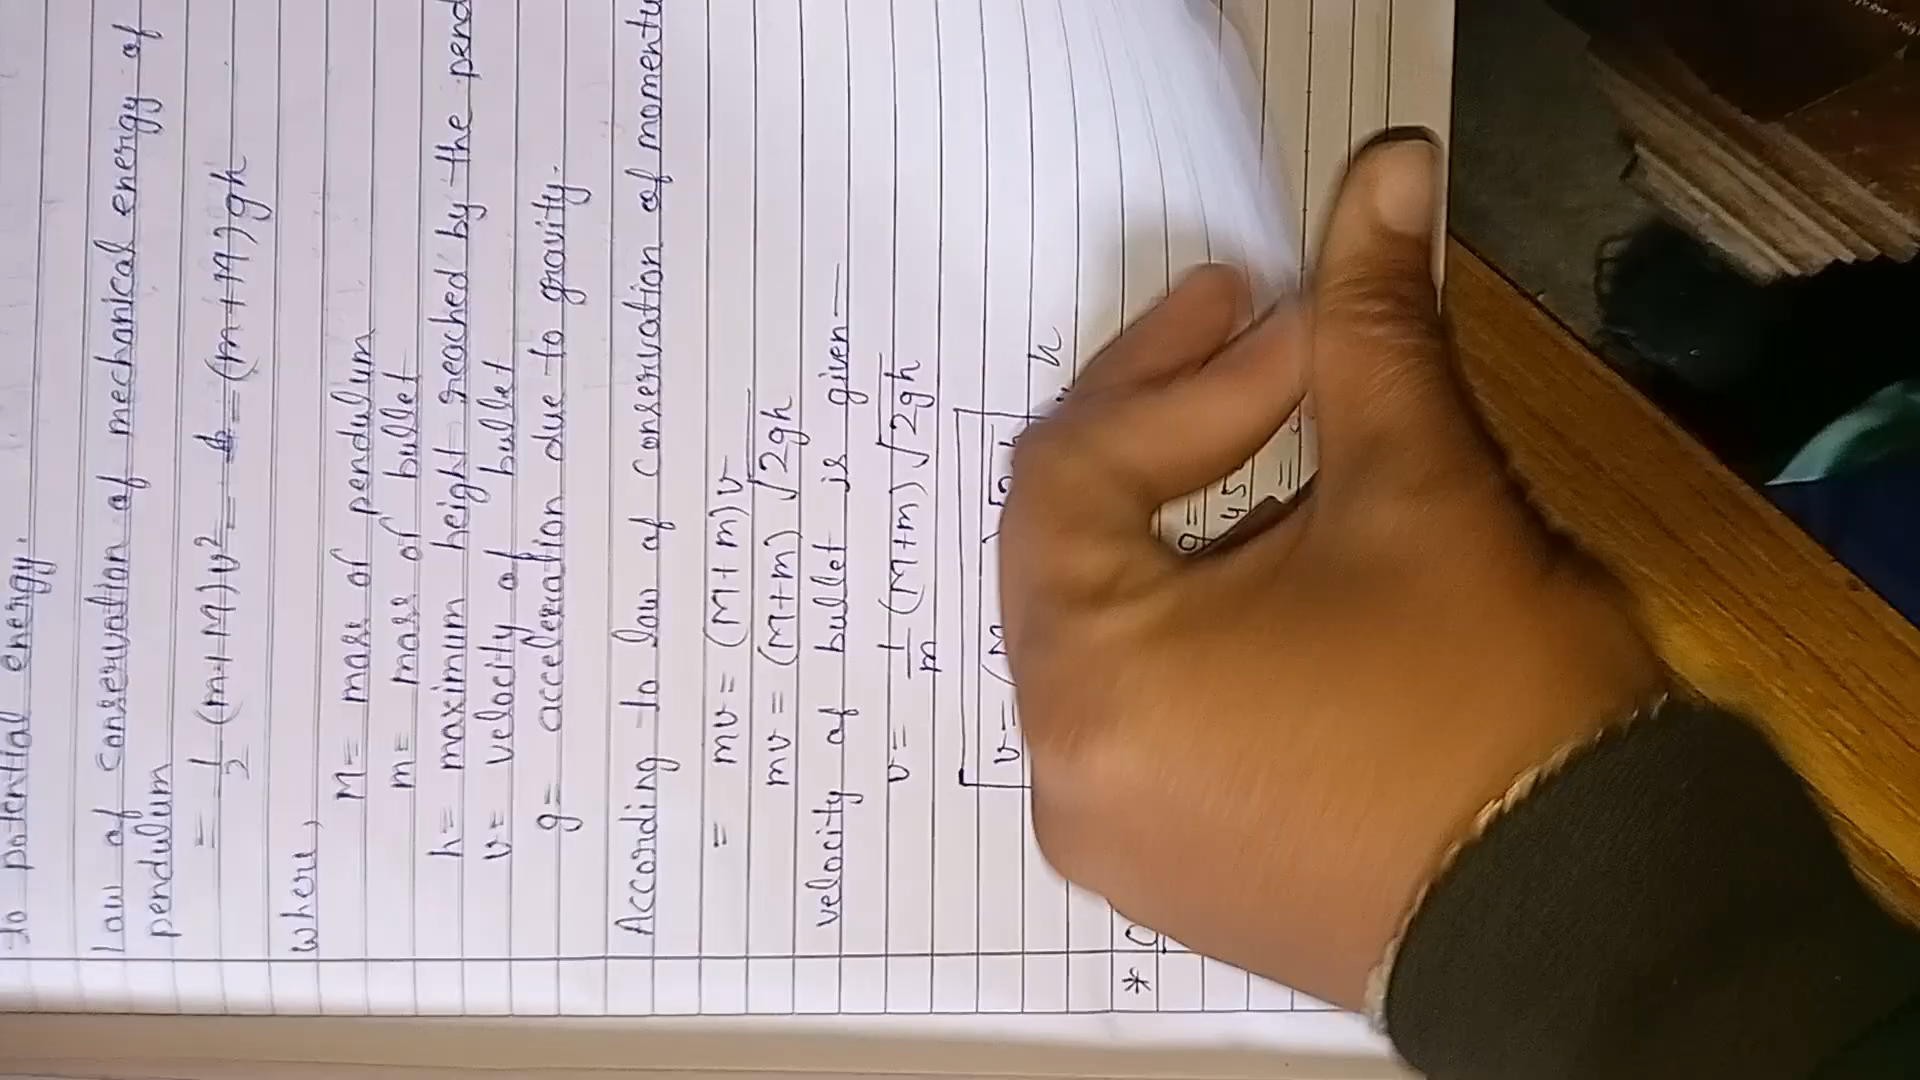 to potential energy.
Law of conservation of mechanical energy of
pendulum
= 1/2 (m+M)v² = = (m+M)gh
where,
M = mass of pendulum
m = mass of bullet
h = maximum height reached by the pend
v = velocity of bullet
g = acceleration due to gravity.
According to law of conservation of momentu
= mv = (M+m)v
mv = (M+m) √2gh
velocity of bullet is given—
v = 1/m (M+m) √2gh
v = (
h
*
g =
45
=